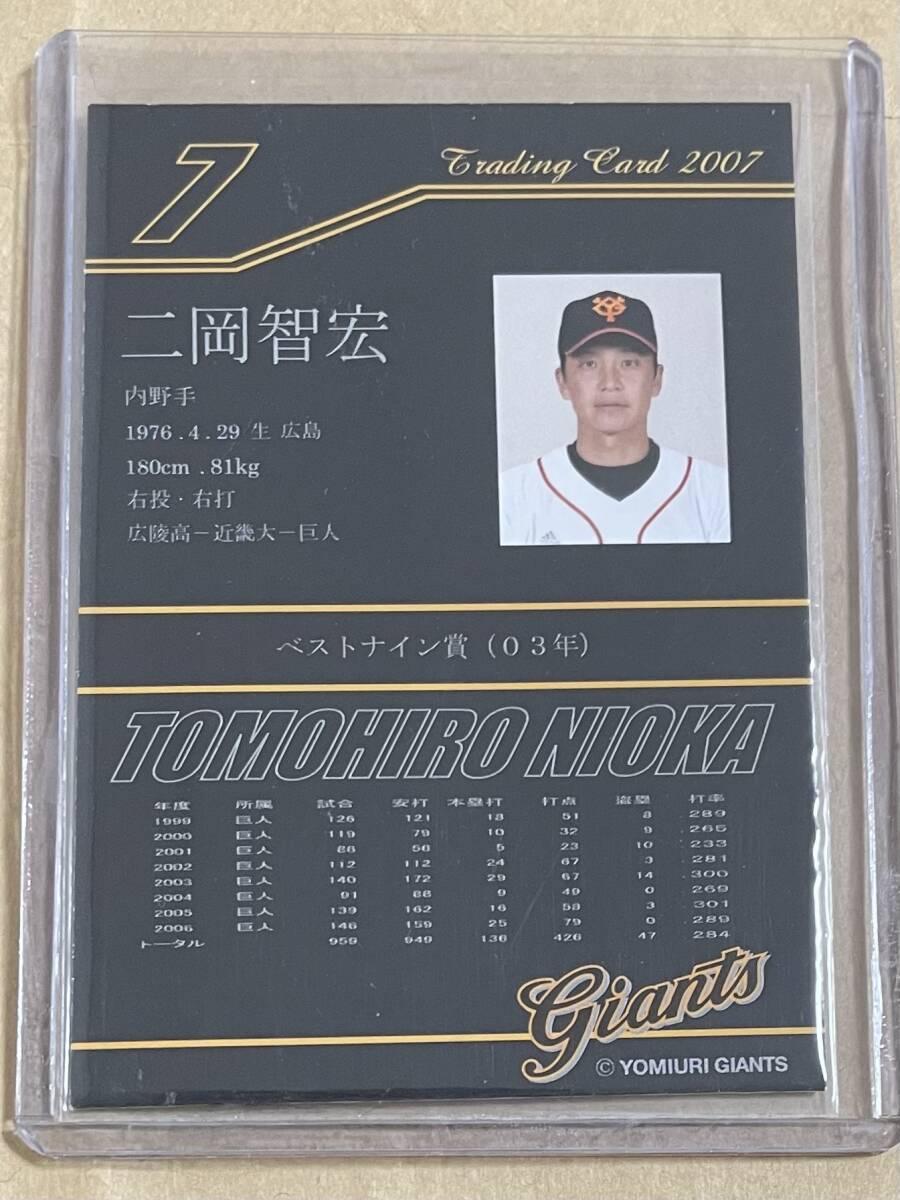 7
Trading Card 2007
二岡智宏
内野手
1976.4.29 生 広島
180cm .81kg
右投・右打
広陵高－近畿大－巨人
YG
ベストナイン賞（０３年）
TOMOHIRO NIOKA
年度 所属 試合 安打 本塁打 打点 盗塁 打率
1999 巨人 126 121 18 51 8 .289
2000 巨人 119 79 10 32 9 .265
2001 巨人 86 56 5 23 10 .233
2002 巨人 112 112 24 67 3 .281
2003 巨人 140 172 29 67 14 .300
2004 巨人 91 88 9 49 0 .269
2005 巨人 139 162 16 58 3 .301
2006 巨人 146 159 25 79 0 .289
トータル 959 949 136 426 47 .284
Giants
© YOMIURI GIANTS